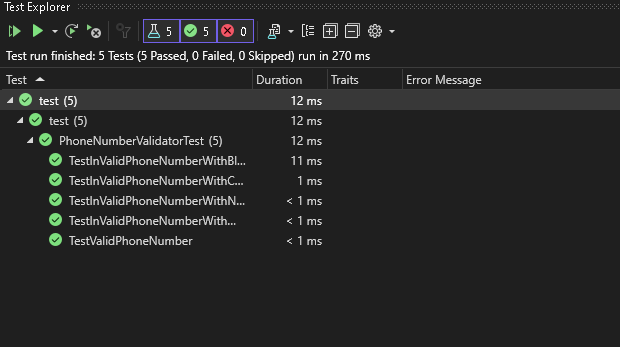 Test Explorer
5 5 0
Test run finished: 5 Tests (5 Passed, 0 Failed, 0 Skipped) run in 270 ms
Test Duration Traits Error Message
test (5) 12 ms
test (5) 12 ms
PhoneNumberValidatorTest (5) 12 ms
TestInValidPhoneNumberWithBl... 11 ms
TestInValidPhoneNumberWithC... 1 ms
TestInValidPhoneNumberWithN... < 1 ms
TestInValidPhoneNumberWith... < 1 ms
TestValidPhoneNumber < 1 ms